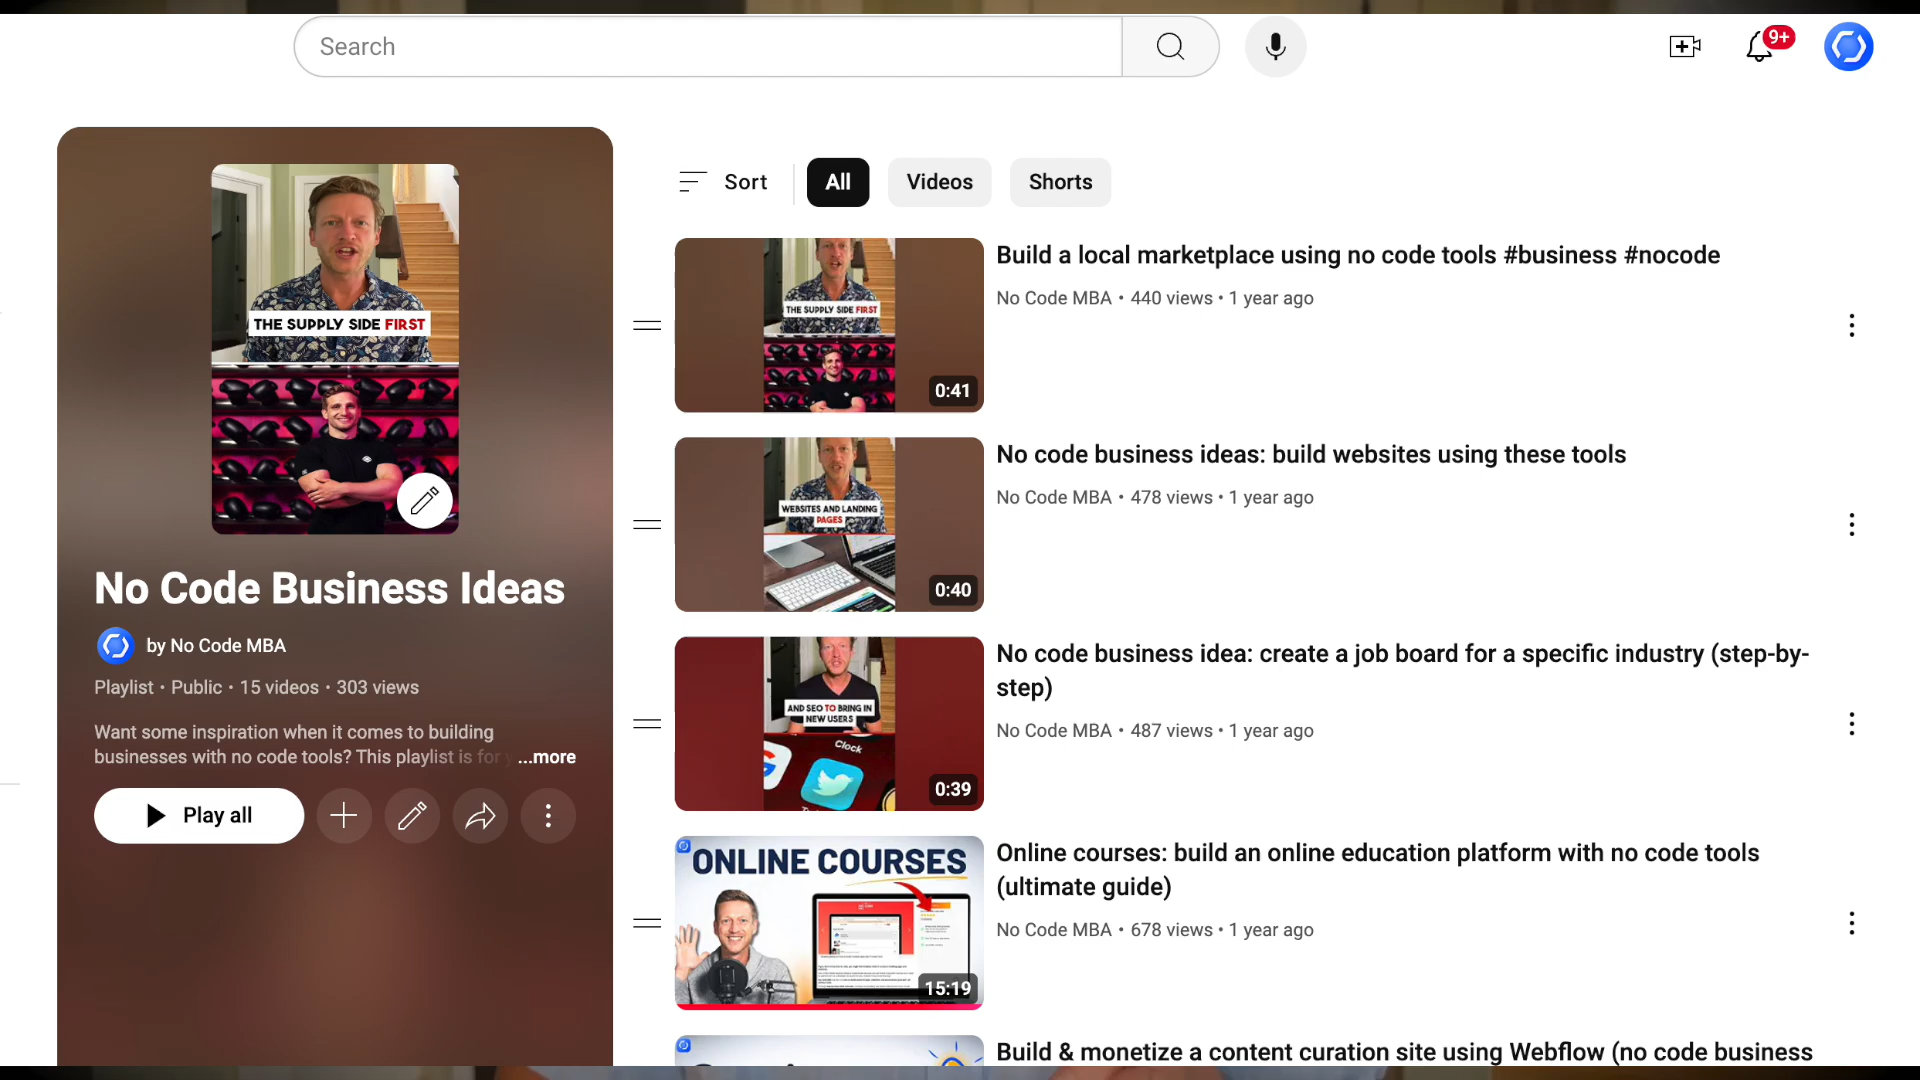 Search
9+
THE SUPPLY SIDE FIRST
No Code Business Ideas
by No Code MBA
Playlist • Public • 15 videos • 303 views
Want some inspiration when it comes to building
businesses with no code tools? This playlist is for ...more
Play all
Sort
All
Videos
Shorts
THE SUPPLY SIDE FIRST
0:41
Build a local marketplace using no code tools #business #nocode
No Code MBA • 440 views • 1 year ago
WEBSITES AND LANDING
PAGES
0:40
No code business ideas: build websites using these tools
No Code MBA • 478 views • 1 year ago
AND SEO TO BRING IN
NEW USERS
Clock
0:39
No code business idea: create a job board for a specific industry (step-by-
step)
No Code MBA • 487 views • 1 year ago
ONLINE COURSES
15:19
Online courses: build an online education platform with no code tools
(ultimate guide)
No Code MBA • 678 views • 1 year ago
Build & monetize a content curation site using Webflow (no code business